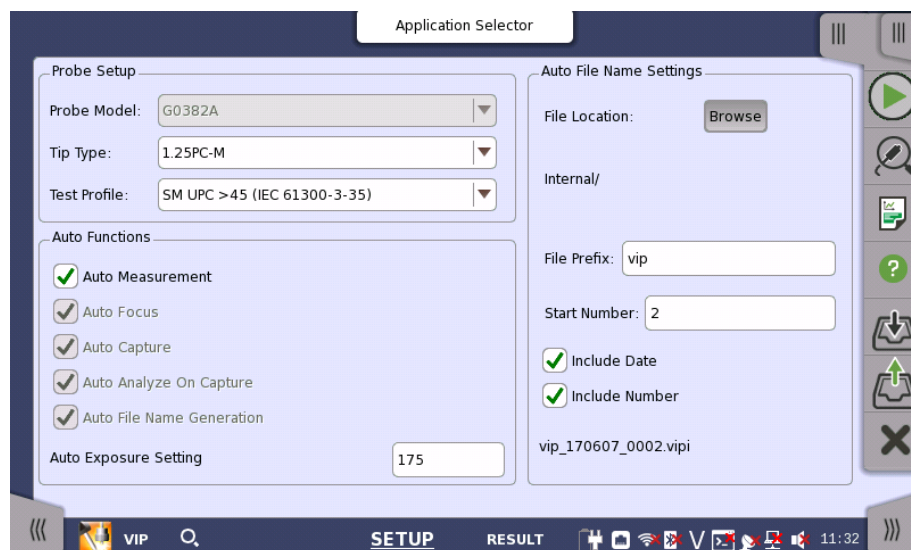 Application Selector
Probe Setup
Probe Model: G0382A
Tip Type: 1.25PC-M
Test Profile: SM UPC >45 (IEC 61300-3-35)
Auto Functions
Auto Measurement
Auto Focus
Auto Capture
Auto Analyze On Capture
Auto File Name Generation
Auto Exposure Setting 175
Auto File Name Settings
File Location: Browse
Internal/
File Prefix: vip
Start Number: 2
Include Date
Include Number
vip_170607_0002.vipi
VIP SETUP RESULT V 11:32